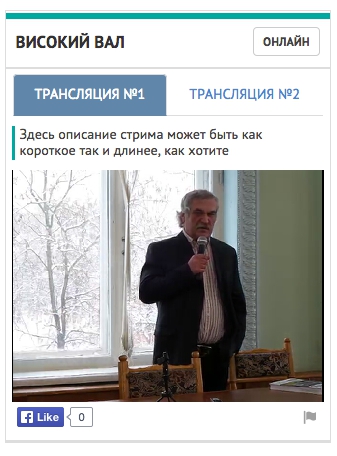 ВИСОКИЙ ВАЛ
ОНЛАЙН
ТРАНСЛЯЦИЯ №1
ТРАНСЛЯЦИЯ №2
Здесь описание стрима может быть как
короткое так и длинее, как хотите
Like
0